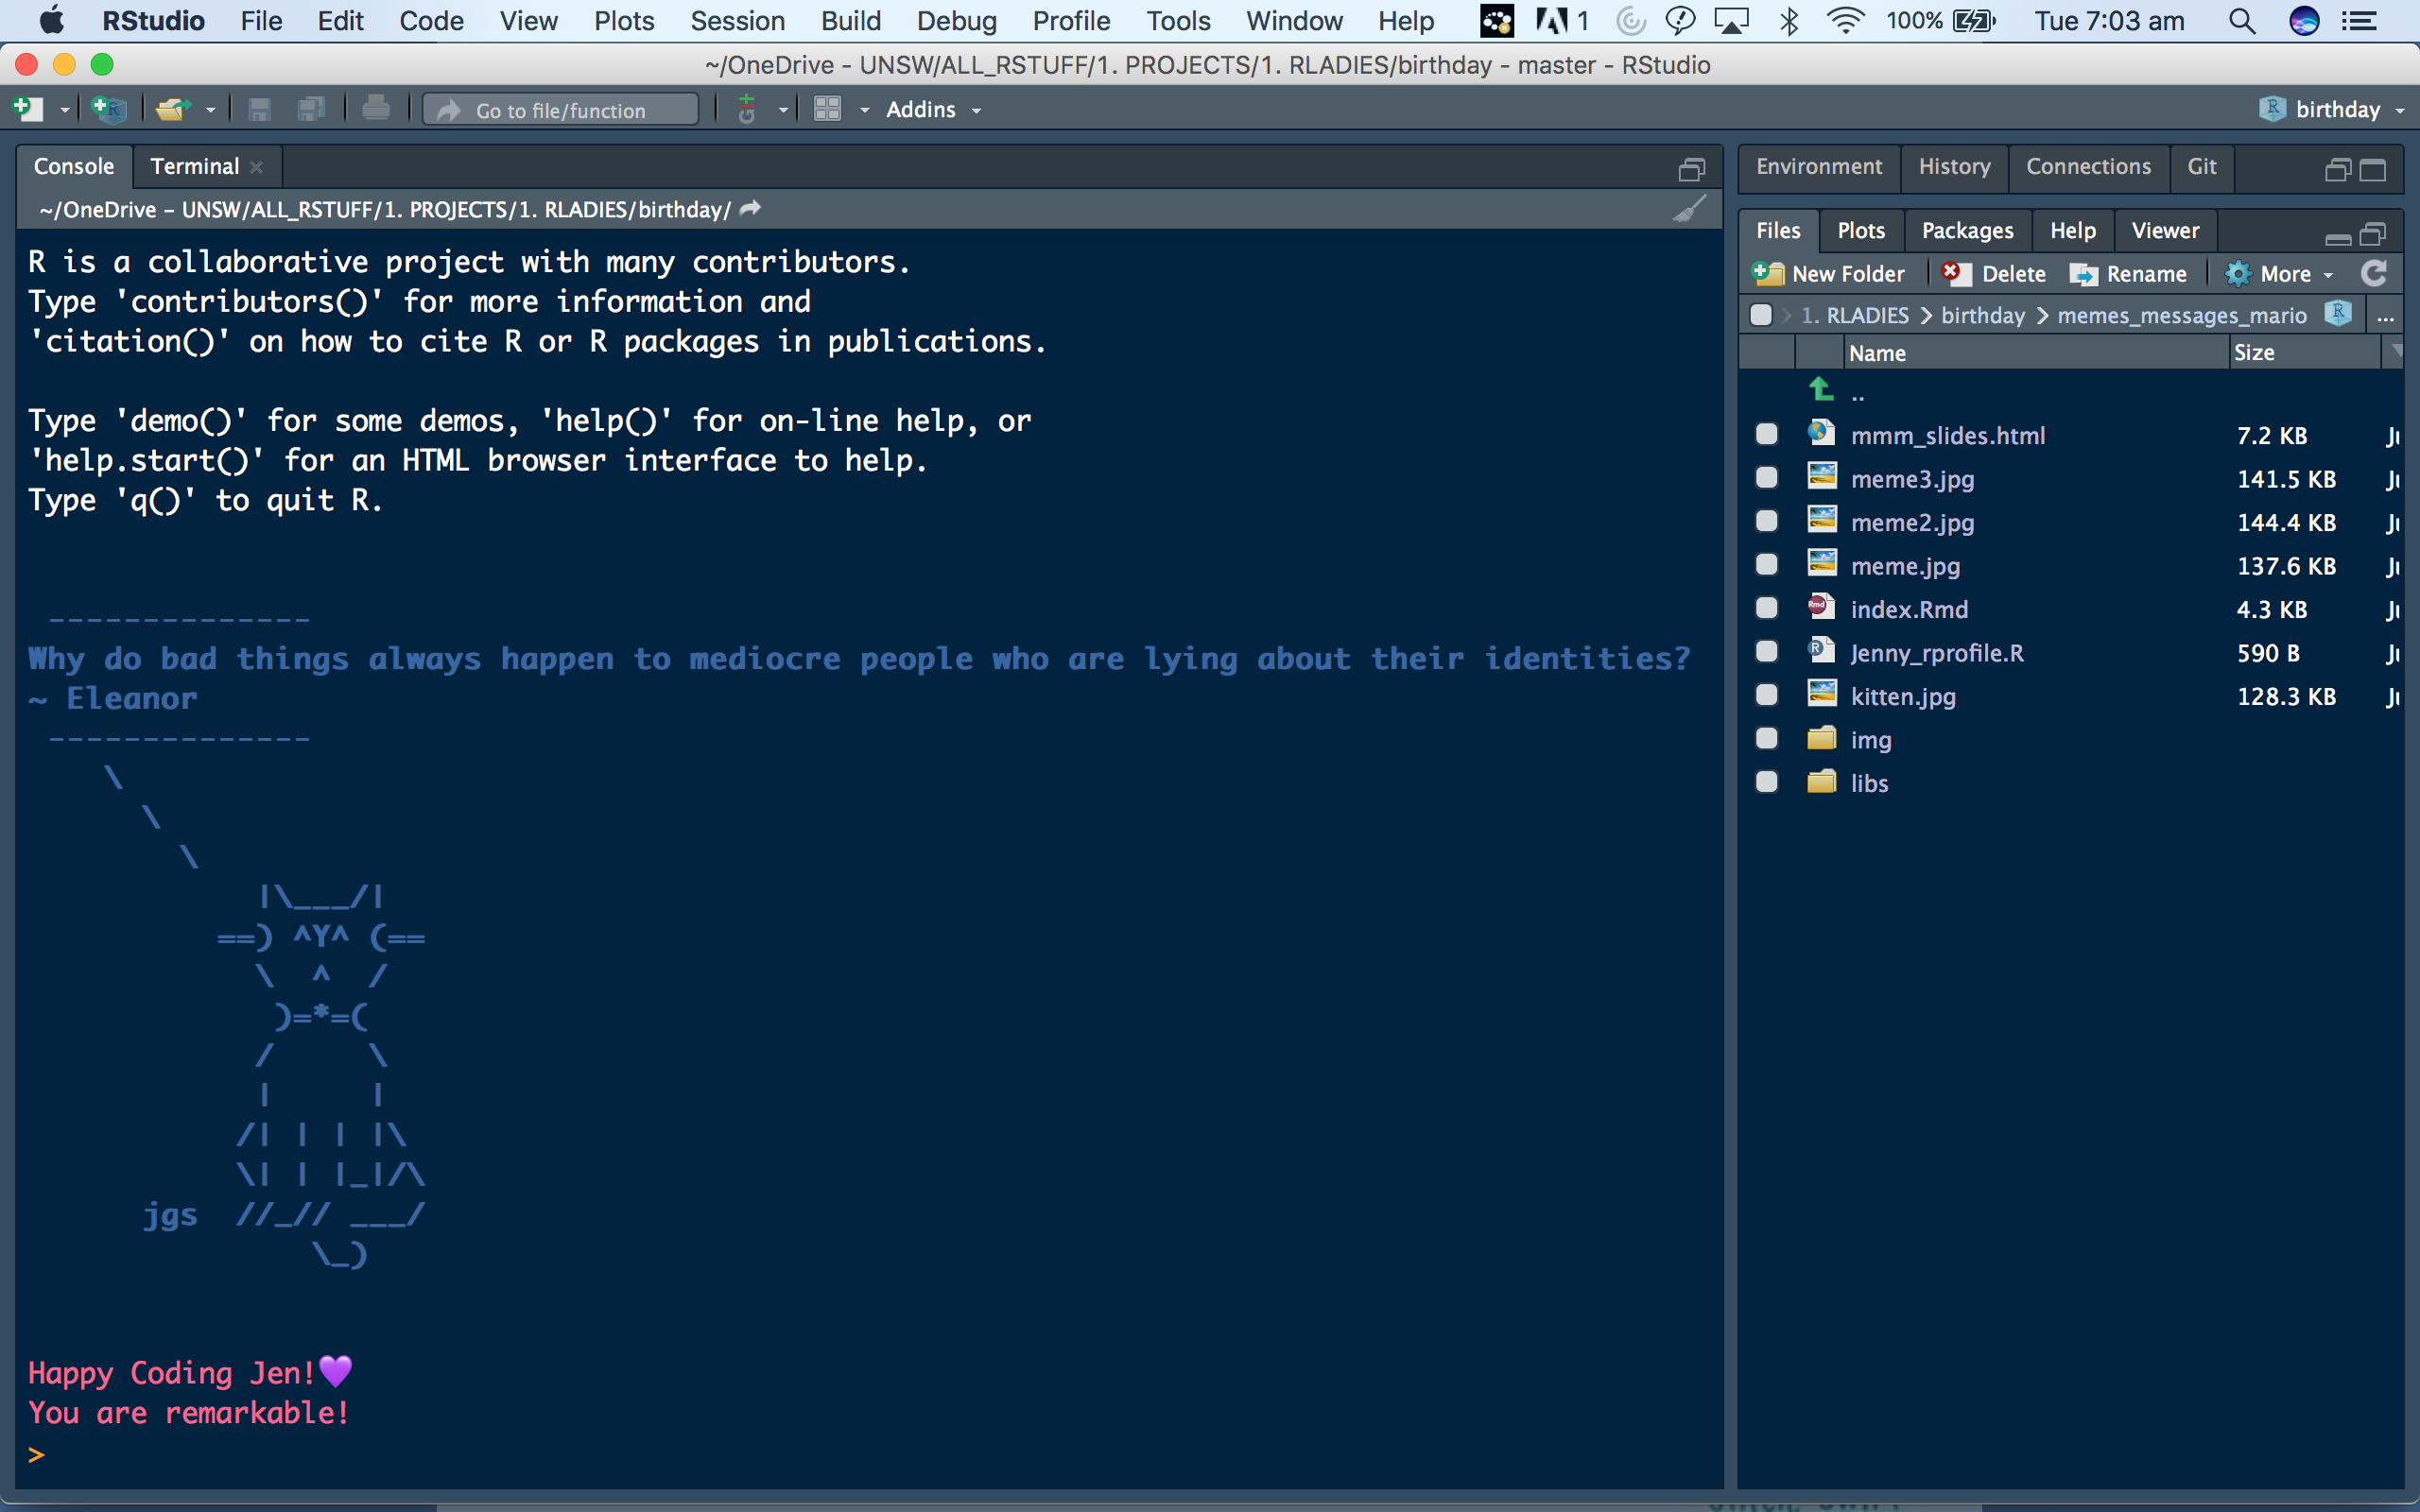 RStudio File Edit Code View Plots Session Build Debug Profile Tools Window Help 1 100% Tue 7:03 am
~/OneDrive - UNSW/ALL_RSTUFF/1. PROJECTS/1. RLADIES/birthday - master - RStudio
Go to file/function Addins birthday
Console Terminal
~/OneDrive - UNSW/ALL_RSTUFF/1. PROJECTS/1. RLADIES/birthday/
R is a collaborative project with many contributors.
Type 'contributors()' for more information and
'citation()' on how to cite R or R packages in publications.
Type 'demo()' for some demos, 'help()' for on-line help, or
'help.start()' for an HTML browser interface to help.
Type 'q()' to quit R.
--------------
Why do bad things always happen to mediocre people who are lying about their identities?
~ Eleanor
--------------
    \
      \
        \
            |\___/|
          ==) ^Y^ (==
            \  ^  /
             )=*=(
            /     \
            |     |
           /| | | |\
           \| | |_|/\
      jgs  //_// ___/
               \_)
Happy Coding Jen!💜
You are remarkable!
>
Environment History Connections Git
Files Plots Packages Help Viewer
New Folder Delete Rename More
1. RLADIES birthday memes_messages_mario ...
Name Size
..
mmm_slides.html 7.2 KB
meme3.jpg 141.5 KB
meme2.jpg 144.4 KB
meme.jpg 137.6 KB
index.Rmd 4.3 KB
Jenny_rprofile.R 590 B
kitten.jpg 128.3 KB
img
libs